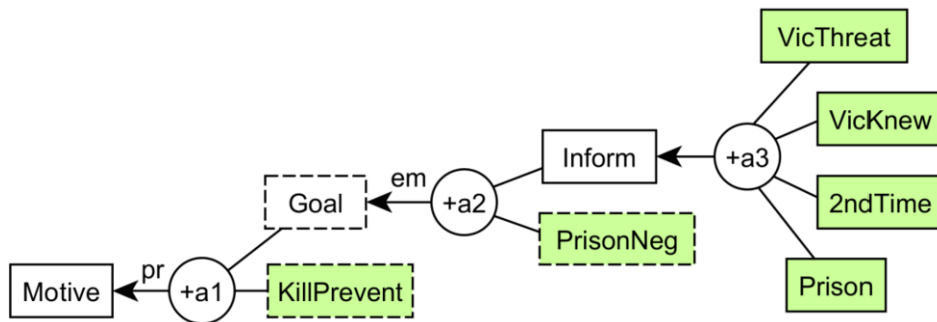 VicThreat
VicKnew
Inform
+a3
em
Goal
+a2
2ndTime
PrisonNeg
pr
Motive
+a1
KillPrevent
Prison